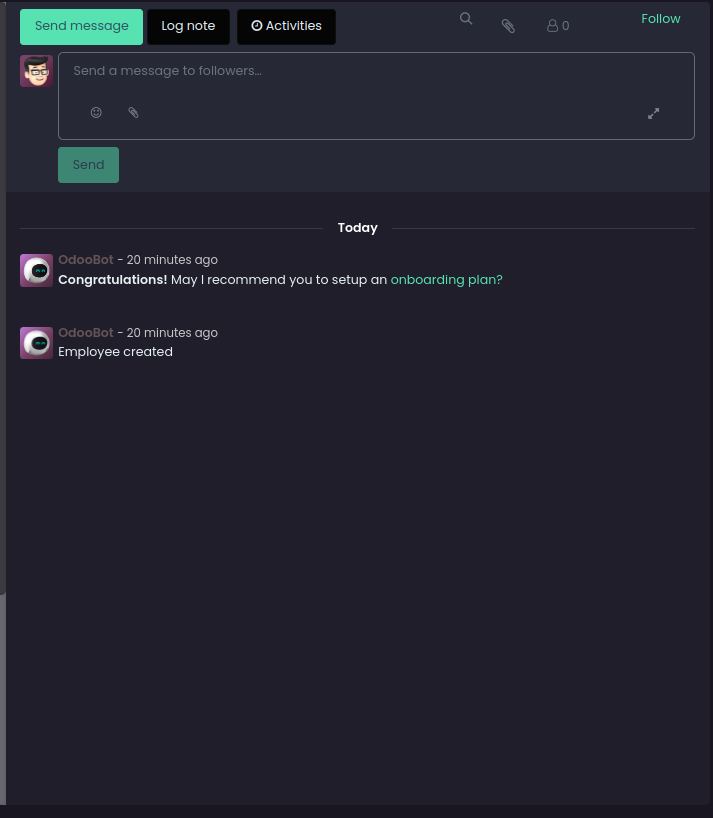 Send message Log note Activities 0 Follow
Send a message to followers…
Send
Today
OdooBot - 20 minutes ago
Congratulations! May I recommend you to setup an onboarding plan?
OdooBot - 20 minutes ago
Employee created